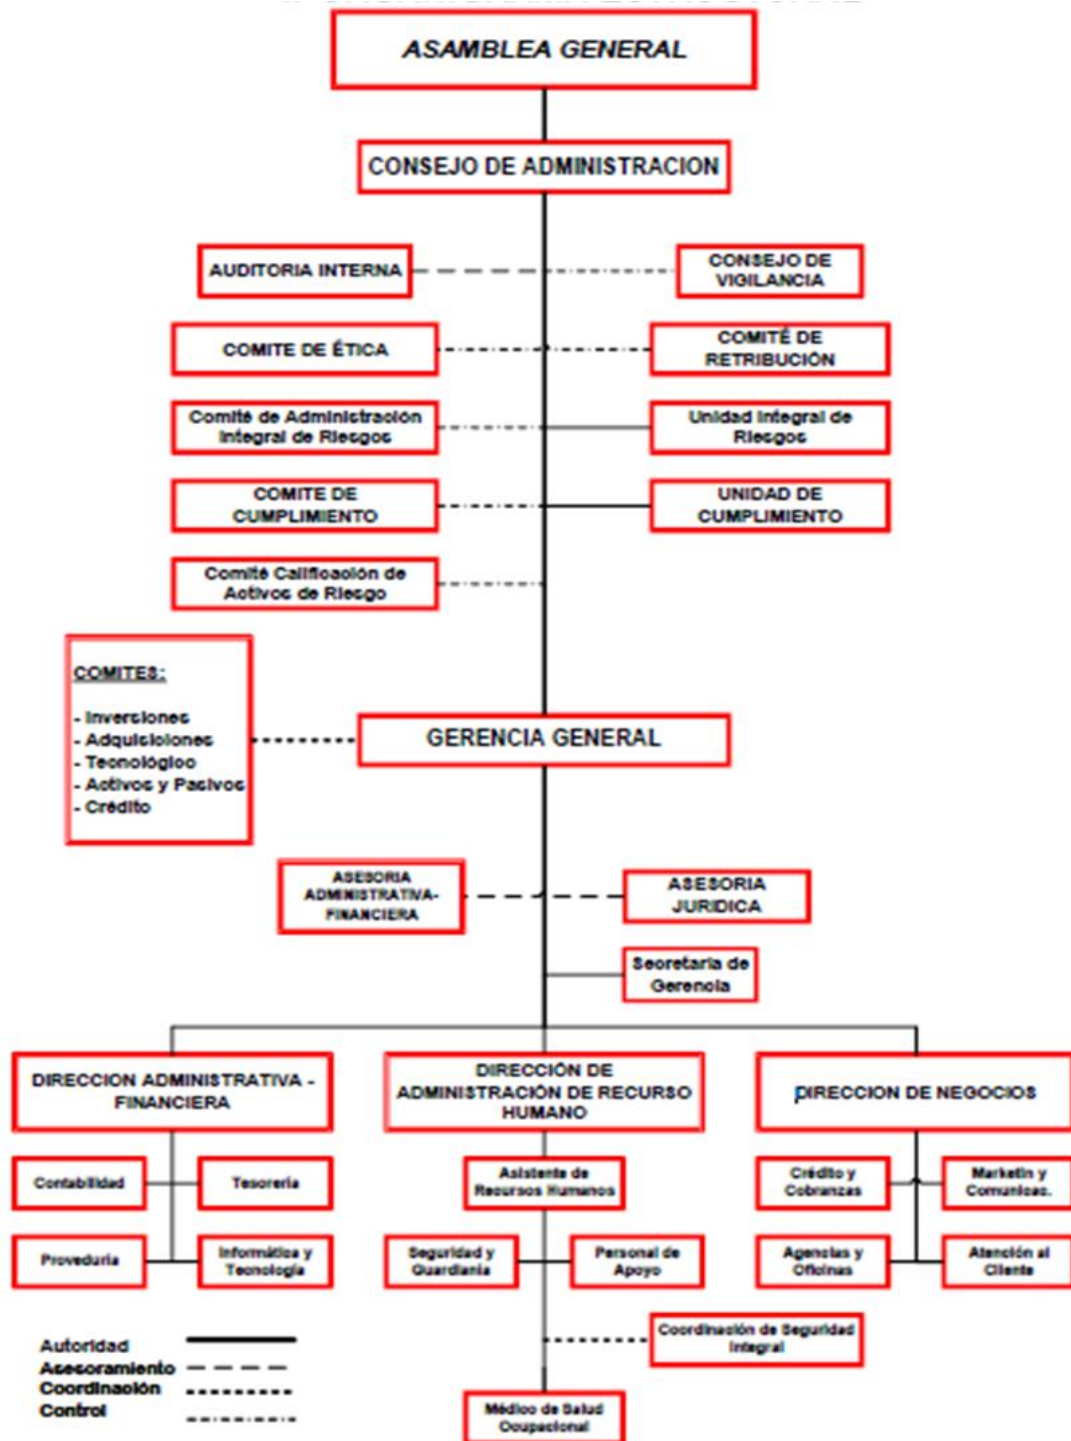 ASAMBLEA GENERAL
CONSEJO DE ADMINISTRACION
AUDITORIA INTERNA
CONSEJO DE
VIGILANCIA
COMITE DE ÉTICA
COMITÉ DE
RETRIBUCIÓN
Comité de Administración
Integral de Riesgos
Unidad Integral de
Riesgos
COMITE DE
CUMPLIMIENTO
UNIDAD DE
CUMPLIMIENTO
Comité Calificación de
Activos de Riesgo
COMITES:
- Inversiones
- Adquisiciones
- Tecnológico
- Activos y Pasivos
- Crédito
GERENCIA GENERAL
ASESORIA
ADMINISTRATIVA-
FINANCIERA
ASESORIA
JURIDICA
Secretaría de
Gerencia
DIRECCION ADMINISTRATIVA -
FINANCIERA
DIRECCIÓN DE
ADMINISTRACIÓN DE RECURSO
HUMANO
DIRECCION DE NEGOCIOS
Contabilidad
Tesorería
Asistente de
Recursos Humanos
Crédito y
Cobranzas
Marketin y
Comunicac.
Proveduría
Informática y
Tecnología
Seguridad y
Guardianía
Personal de
Apoyo
Agencias y
Oficinas
Atención al
Cliente
Coordinación de Seguridad
Integral
Médico de Salud
Ocupacional
Autoridad
Asesoramiento
Coordinación
Control